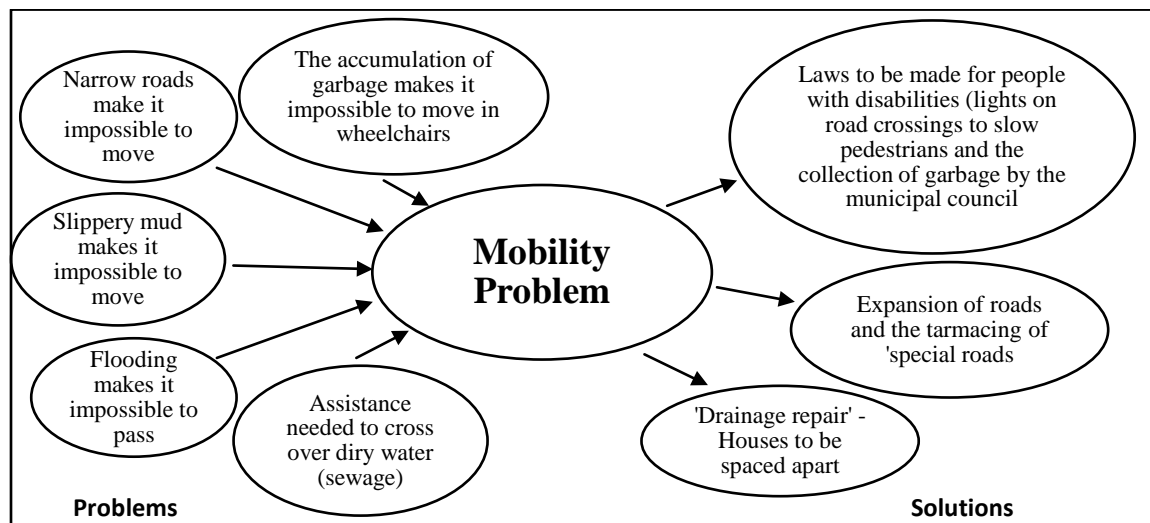 Narrow roads
make it
impossible to
move
The accumulation of
garbage makes it
impossible to move in
wheelchairs
Slippery mud
makes it
impossible to
move
Flooding
makes it
impossible to
pass
Assistance
needed to cross
over diry water
(sewage)
Mobility
Problem
Laws to be made for people
with disabilities (lights on
road crossings to slow
pedestrians and the
collection of garbage by the
municipal council
Expansion of roads
and the tarmacing of
'special roads
'Drainage repair' -
Houses to be
spaced apart
Problems
Solutions